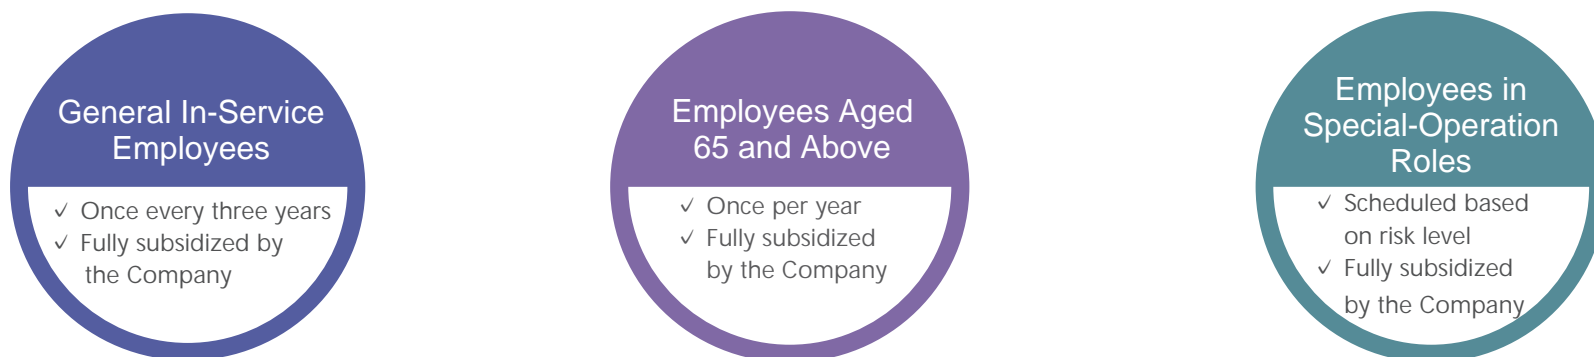 General In-Service
Employees
✓ Once every three years
✓ Fully subsidized by
the Company
Employees Aged
65 and Above
✓ Once per year
✓ Fully subsidized
by the Company
Employees in
Special-Operation
Roles
✓ Scheduled based
on risk level
✓ Fully subsidized
by the Company